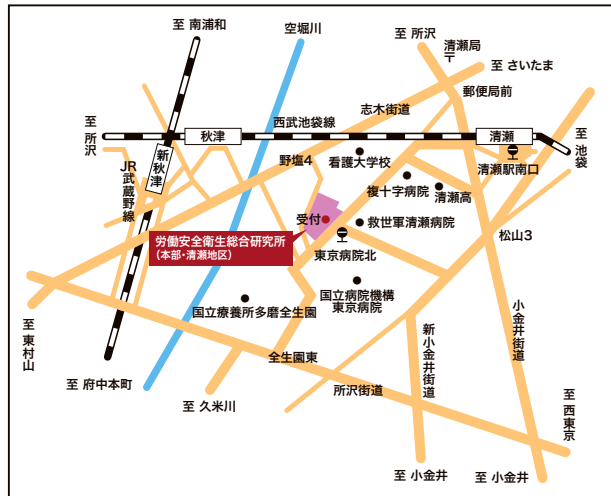 至 南浦和
空堀川
至 所沢
清瀬局
〒
至 さいたま
郵便局前
志木街道
西武池袋線
至 所沢
秋津
清瀬
至 池袋
新秋津
JR武蔵野線
野塩4
看護大学校
清瀬駅南口
複十字病院
清瀬高
受付
救世軍清瀬病院
松山3
労働安全衛生総合研究所
(本部・清瀬地区)
東京病院北
国立病院機構
東京病院
国立療養所多磨全生園
小金井街道
新小金井街道
至 東村山
全生園東
所沢街道
至 府中本町
至 久米川
至 西東京
至 小金井
至 小金井